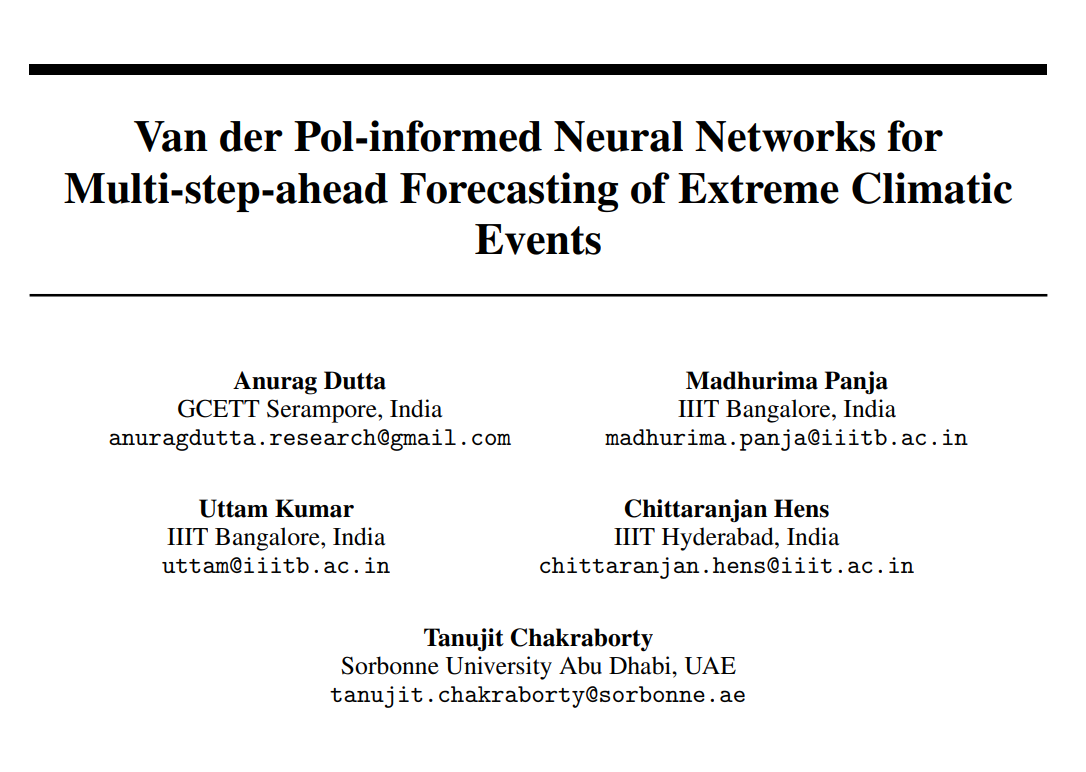 Van der Pol-informed Neural Networks for
Multi-step-ahead Forecasting of Extreme Climatic
Events
Anurag Dutta
GCETT Serampore, India
anuragdutta.research@gmail.com
Madhurima Panja
IIIT Bangalore, India
madhurima.panja@iiitb.ac.in
Uttam Kumar
IIIT Bangalore, India
uttam@iiitb.ac.in
Chittaranjan Hens
IIIT Hyderabad, India
chittaranjan.hens@iiit.ac.in
Tanujit Chakraborty
Sorbonne University Abu Dhabi, UAE
tanujit.chakraborty@sorbonne.ae